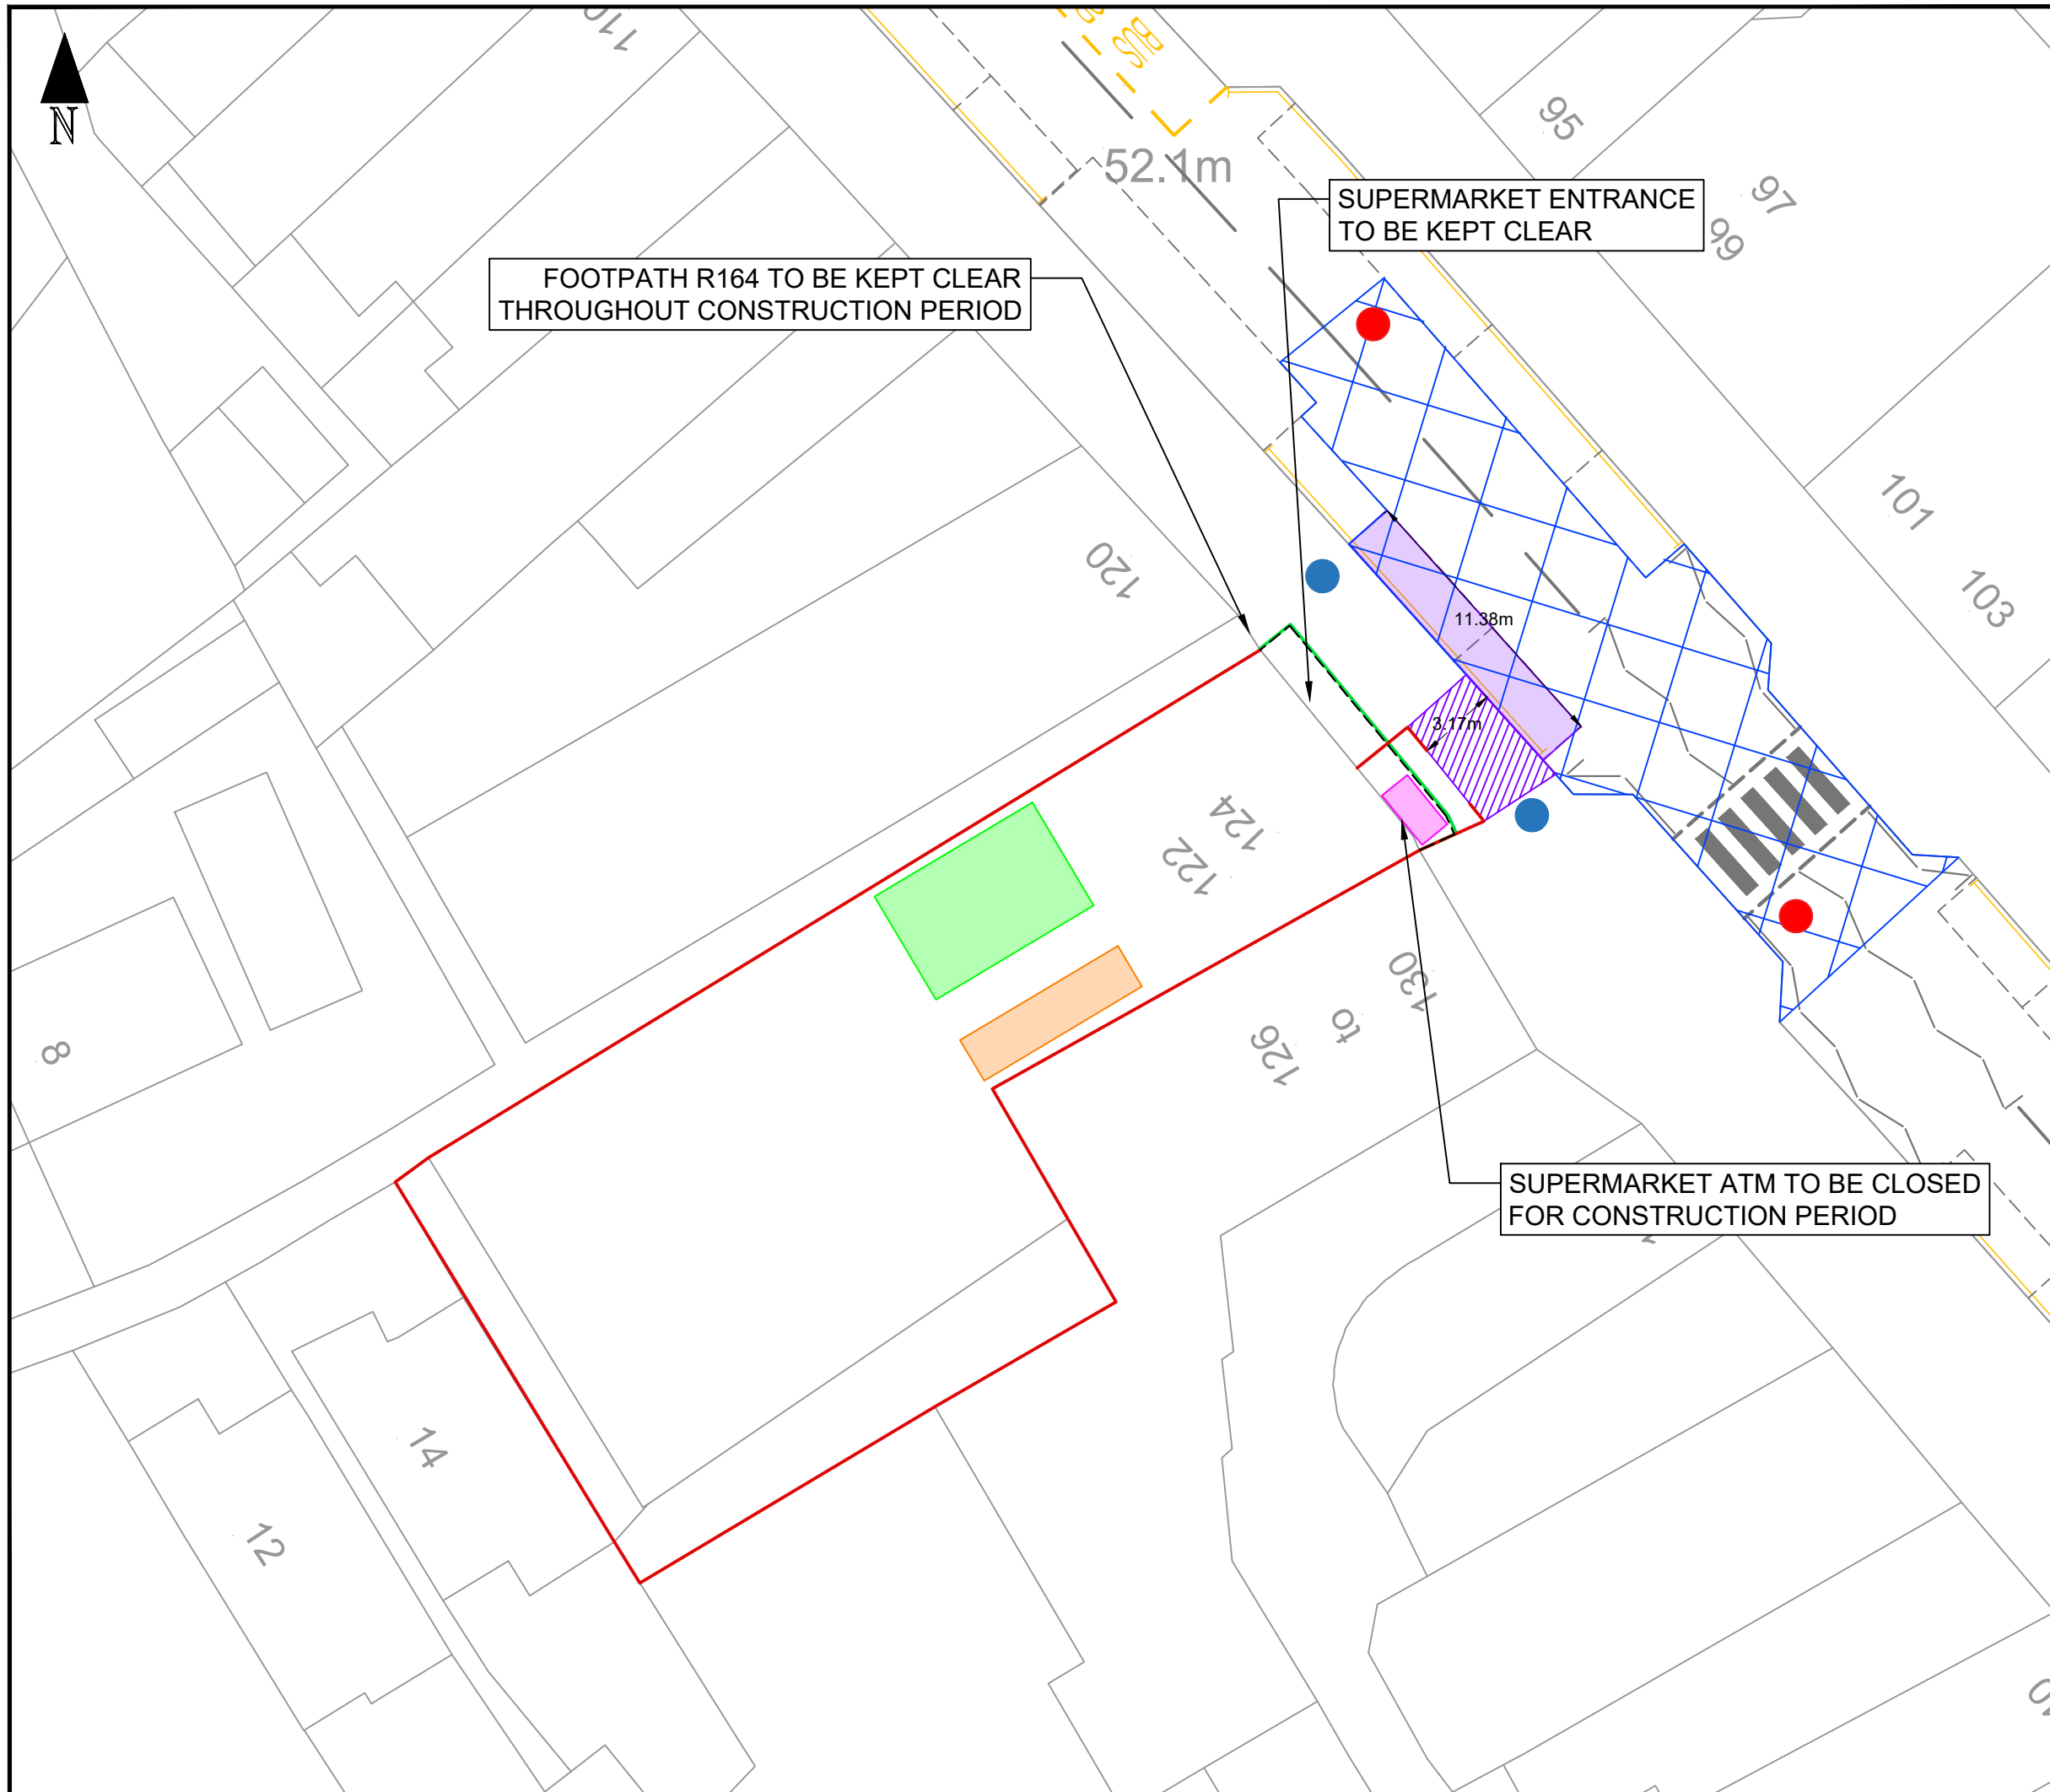 N
110
BUS
52.1m
95
97
99
SUPERMARKET ENTRANCE
TO BE KEPT CLEAR
FOOTPATH R164 TO BE KEPT CLEAR
THROUGHOUT CONSTRUCTION PERIOD
101
103
120
11.38m
3.17m
124
122
130
to
126
8
SUPERMARKET ATM TO BE CLOSED
FOR CONSTRUCTION PERIOD
14
12